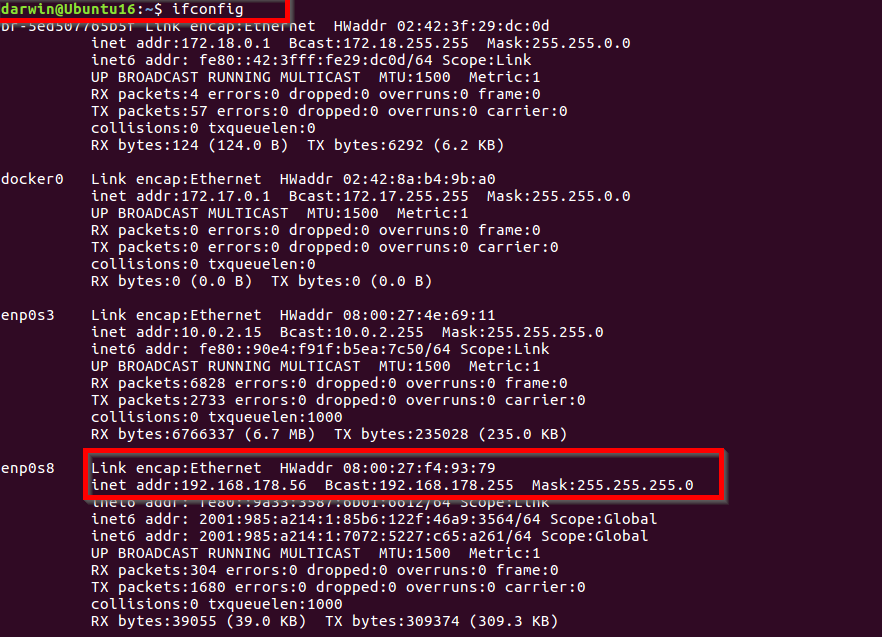 darwin@Ubuntu16:~$ ifconfig
br-5ed507765b5f Link encap:Ethernet  HWaddr 02:42:3f:29:dc:0d
          inet addr:172.18.0.1  Bcast:172.18.255.255  Mask:255.255.0.0
          inet6 addr: fe80::42:3fff:fe29:dc0d/64 Scope:Link
          UP BROADCAST RUNNING MULTICAST  MTU:1500  Metric:1
          RX packets:4 errors:0 dropped:0 overruns:0 frame:0
          TX packets:57 errors:0 dropped:0 overruns:0 carrier:0
          collisions:0 txqueuelen:0
          RX bytes:124 (124.0 B)  TX bytes:6292 (6.2 KB)
docker0   Link encap:Ethernet  HWaddr 02:42:8a:b4:9b:a0
          inet addr:172.17.0.1  Bcast:172.17.255.255  Mask:255.255.0.0
          UP BROADCAST MULTICAST  MTU:1500  Metric:1
          RX packets:0 errors:0 dropped:0 overruns:0 frame:0
          TX packets:0 errors:0 dropped:0 overruns:0 carrier:0
          collisions:0 txqueuelen:0
          RX bytes:0 (0.0 B)  TX bytes:0 (0.0 B)
enp0s3    Link encap:Ethernet  HWaddr 08:00:27:4e:69:11
          inet addr:10.0.2.15  Bcast:10.0.2.255  Mask:255.255.255.0
          inet6 addr: fe80::90e4:f91f:b5ea:7c50/64 Scope:Link
          UP BROADCAST RUNNING MULTICAST  MTU:1500  Metric:1
          RX packets:6828 errors:0 dropped:0 overruns:0 frame:0
          TX packets:2733 errors:0 dropped:0 overruns:0 carrier:0
          collisions:0 txqueuelen:1000
          RX bytes:6766337 (6.7 MB)  TX bytes:235028 (235.0 KB)
enp0s8    Link encap:Ethernet  HWaddr 08:00:27:f4:93:79
          inet addr:192.168.178.56  Bcast:192.168.178.255  Mask:255.255.255.0
          inet6 addr: fe80::9a33:3587:6b01:6612/64 Scope:Link
          inet6 addr: 2001:985:a214:1:85b6:122f:46a9:3564/64 Scope:Global
          inet6 addr: 2001:985:a214:1:7072:5227:c65:a261/64 Scope:Global
          UP BROADCAST RUNNING MULTICAST  MTU:1500  Metric:1
          RX packets:304 errors:0 dropped:0 overruns:0 frame:0
          TX packets:1680 errors:0 dropped:0 overruns:0 carrier:0
          collisions:0 txqueuelen:1000
          RX bytes:39055 (39.0 KB)  TX bytes:309374 (309.3 KB)